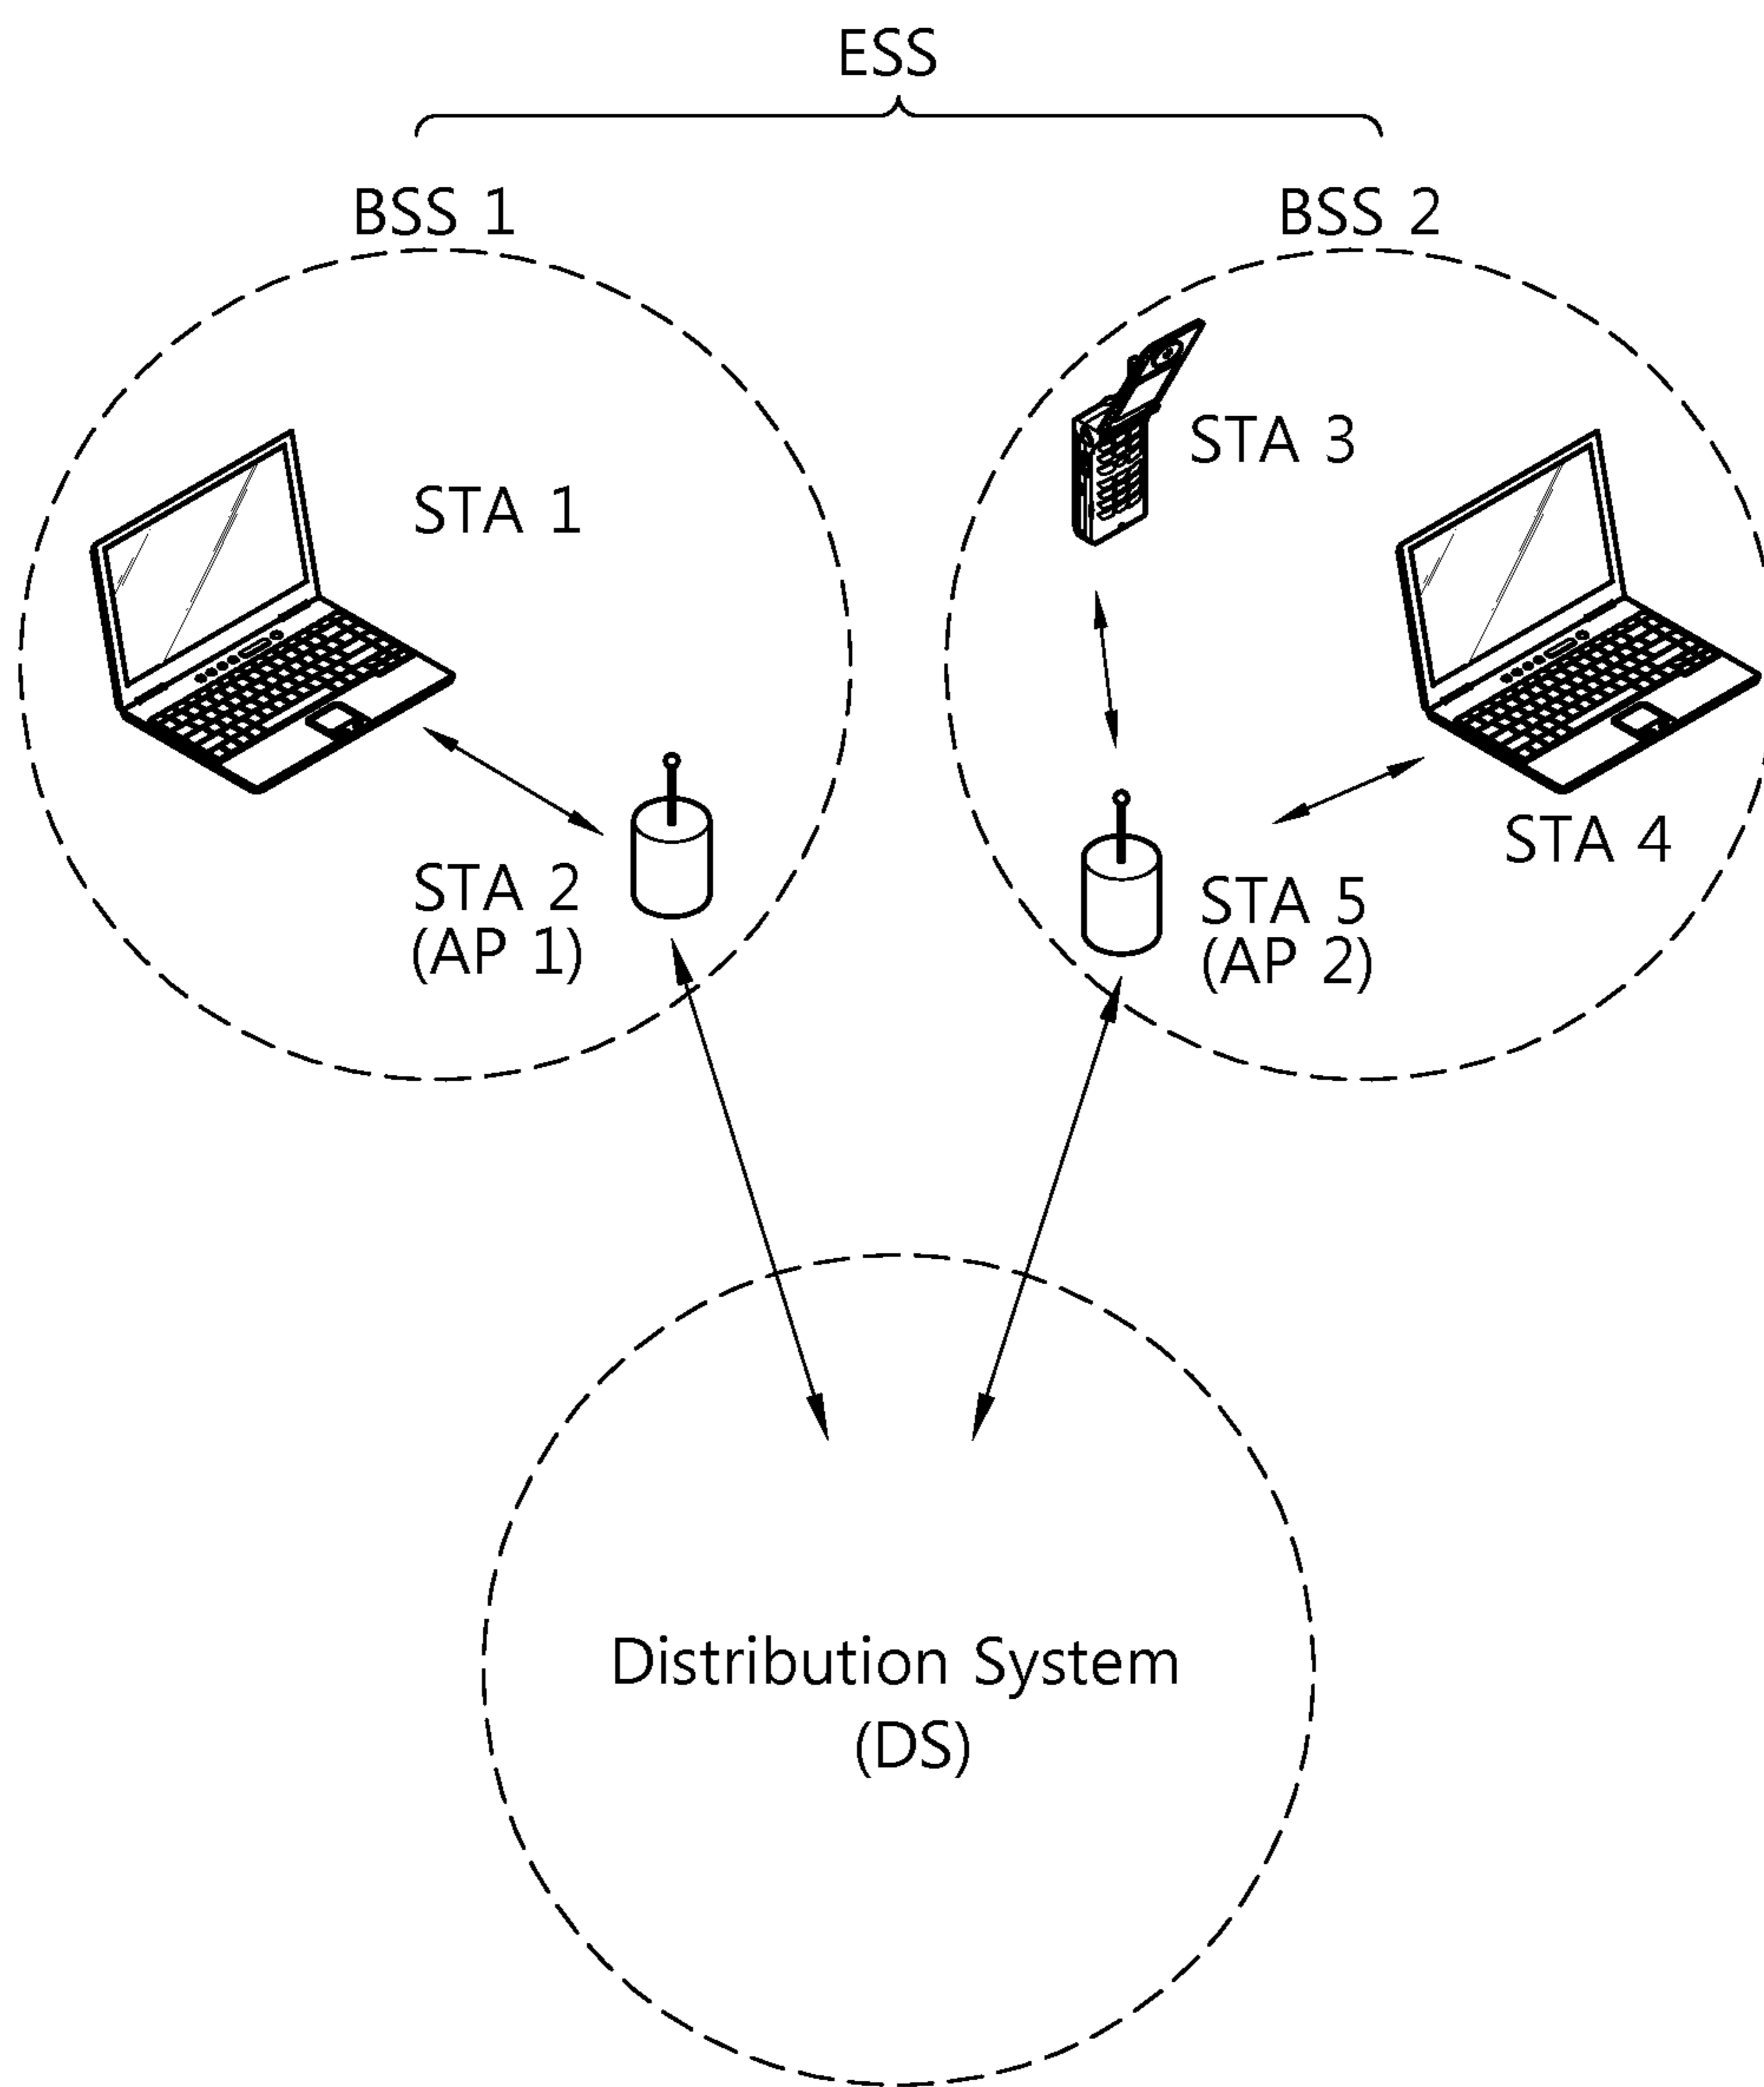 ESS
BSS 1
BSS 2
STA 1
STA 3
STA 4
STA 2
(AP 1)
STA 5
(AP 2)
Distribution System
(DS)